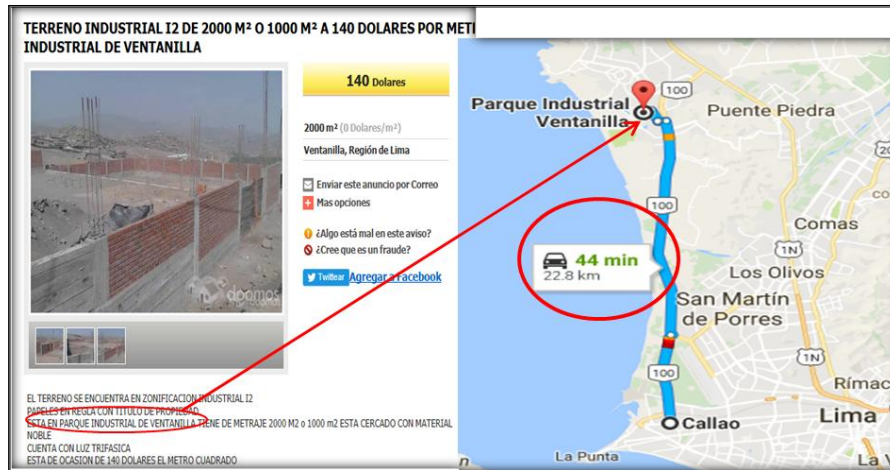 TERRENO INDUSTRIAL I2 DE 2000 M² O 1000 M² A 140 DOLARES POR METI
INDUSTRIAL DE VENTANILLA
140 Dolares
2000 m² (0 Dolares/m²)
Ventanilla, Región de Lima
Enviar este anuncio por Correo
Mas opciones
¿Algo está mal en este aviso?
¿Cree que es un fraude?
Twittear Agregar a Facebook
doomos
EL TERRENO SE ENCUENTRA EN ZONIFICACION INDUSTRIAL I2
PAPELES EN REGLA CON TITULO DE PROPIEDAD
ESTA EN PARQUE INDUSTRIAL DE VENTANILLA TIENE DE METRAJE 2000 M2 o 1000 m2 ESTA CERCADO CON MATERIAL
NOBLE
CUENTA CON LUZ TRIFASICA
ESTA DE OCASION DE 140 DOLARES EL METRO CUADRADO
100
Parque Industrial
Ventanilla
Puente Piedra
20
CO
100
Comas
44 min
22.8 km
1N
Los Olivos
San Martín
de Porres
1N
100
Rímac
Callao
Lima
La Punta
La V
n